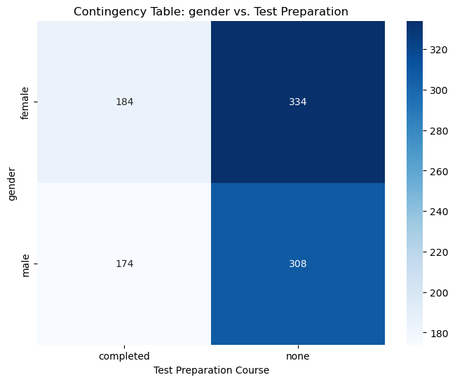 Contingency Table: gender vs. Test Preparation
female
184
334
gender
male
174
308
completed
none
Test Preparation Course
320
300
280
260
240
220
200
180